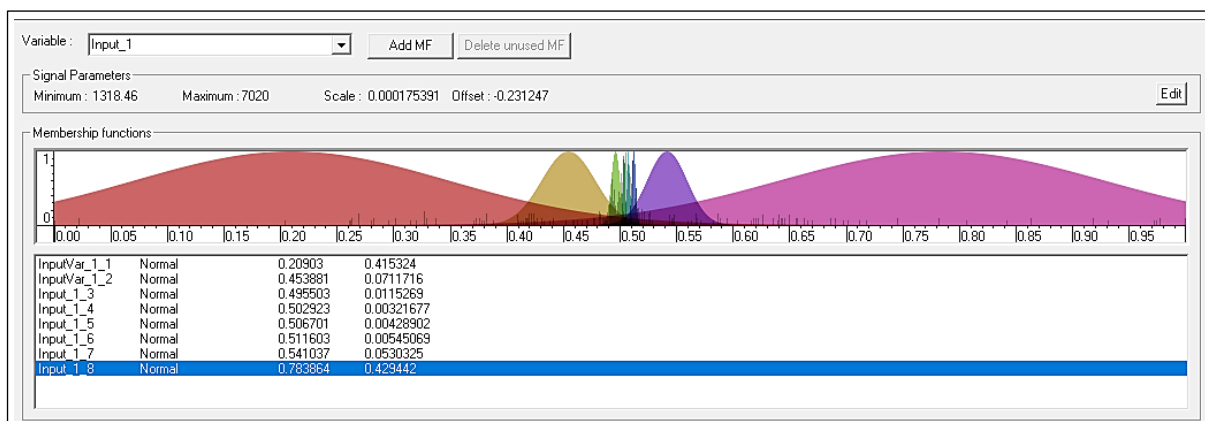 Variable : Input_1 Add MF Delete unused MF
Signal Parameters
Minimum : 1318.46 Maximum : 7020 Scale : 0.000175391 Offset : -0.231247 Edit
Membership functions
1
0
0.00 0.05 0.10 0.15 0.20 0.25 0.30 0.35 0.40 0.45 0.50 0.55 0.60 0.65 0.70 0.75 0.80 0.85 0.90 0.95
InputVar_1_1 Normal 0.20903 0.415324
InputVar_1_2 Normal 0.453881 0.0711716
Input_1_3 Normal 0.495503 0.0115269
Input_1_4 Normal 0.502923 0.00321677
Input_1_5 Normal 0.506701 0.00428902
Input_1_6 Normal 0.511603 0.00545069
Input_1_7 Normal 0.541037 0.0530325
Input_1_8 Normal 0.783864 0.429442